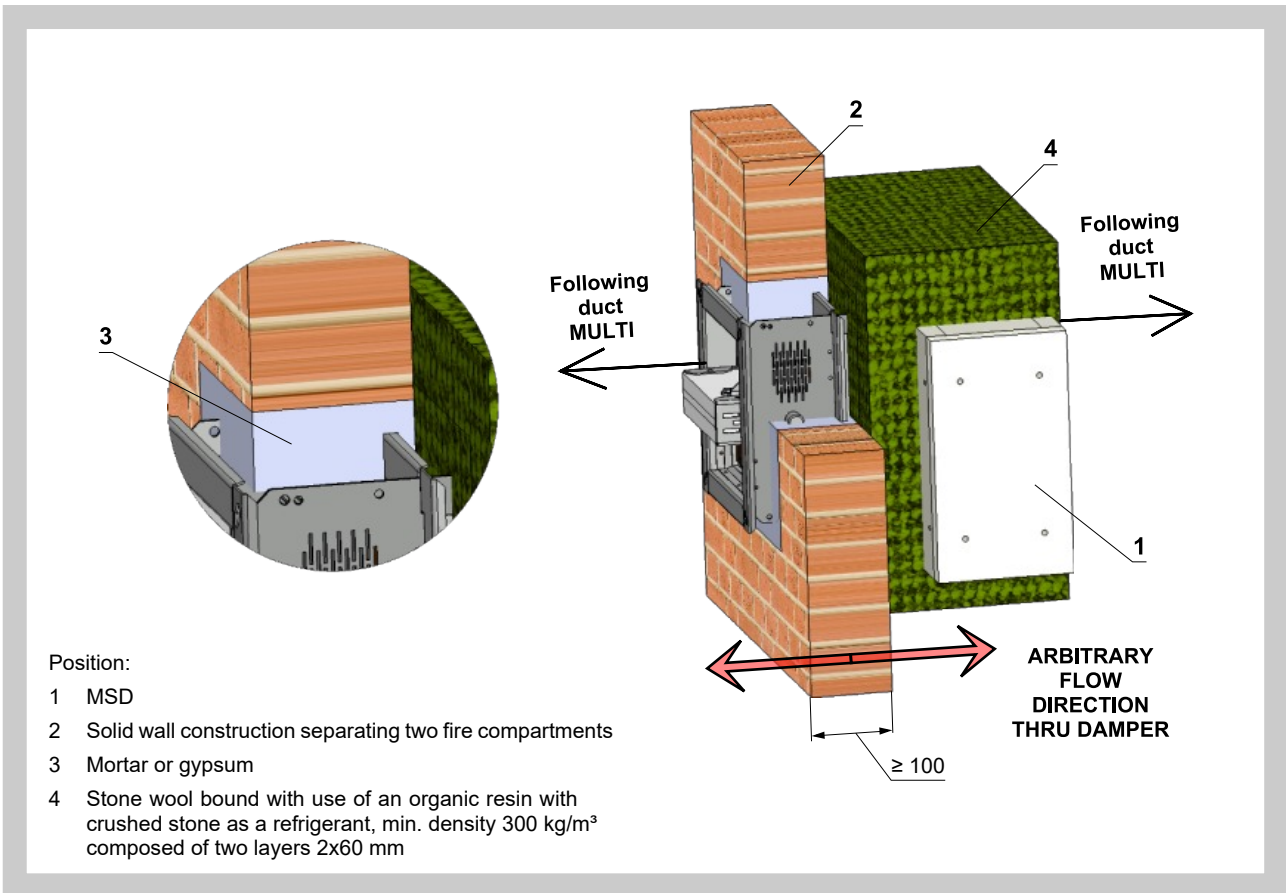 2
4
Following
duct
MULTI
Following
duct
MULTI
3
1
ARBITRARY
FLOW
DIRECTION
THRU DAMPER
≥ 100
Position:
1 MSD
2 Solid wall construction separating two fire compartments
3 Mortar or gypsum
4 Stone wool bound with use of an organic resin with
crushed stone as a refrigerant, min. density 300 kg/m³
composed of two layers 2x60 mm